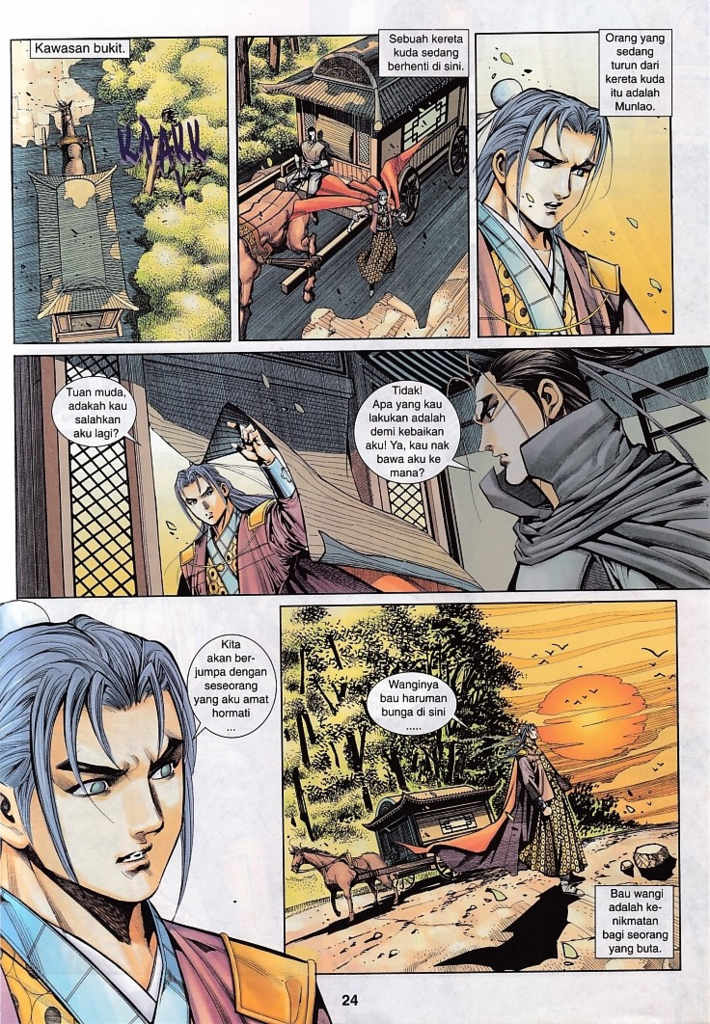 Kawasan bukit.
KRAKK
Sebuah kereta
kuda sedang
berhenti di sini.
Orang yang
sedang
turun dari
kereta kuda
itu adalah
Munlao.
Tuan muda,
adakah kau
salahkan
aku lagi?
Tidak!
Apa yang kau
lakukan adalah
demi kebaikan
aku! Ya, kau nak
bawa aku ke
mana?
Kita
akan ber-
jumpa dengan
seseorang
yang aku amat
hormati
...
Wanginya
bau haruman
bunga di sini
.....
Bau wangi
adalah ke-
nikmatan
bagi seorang
yang buta.
24